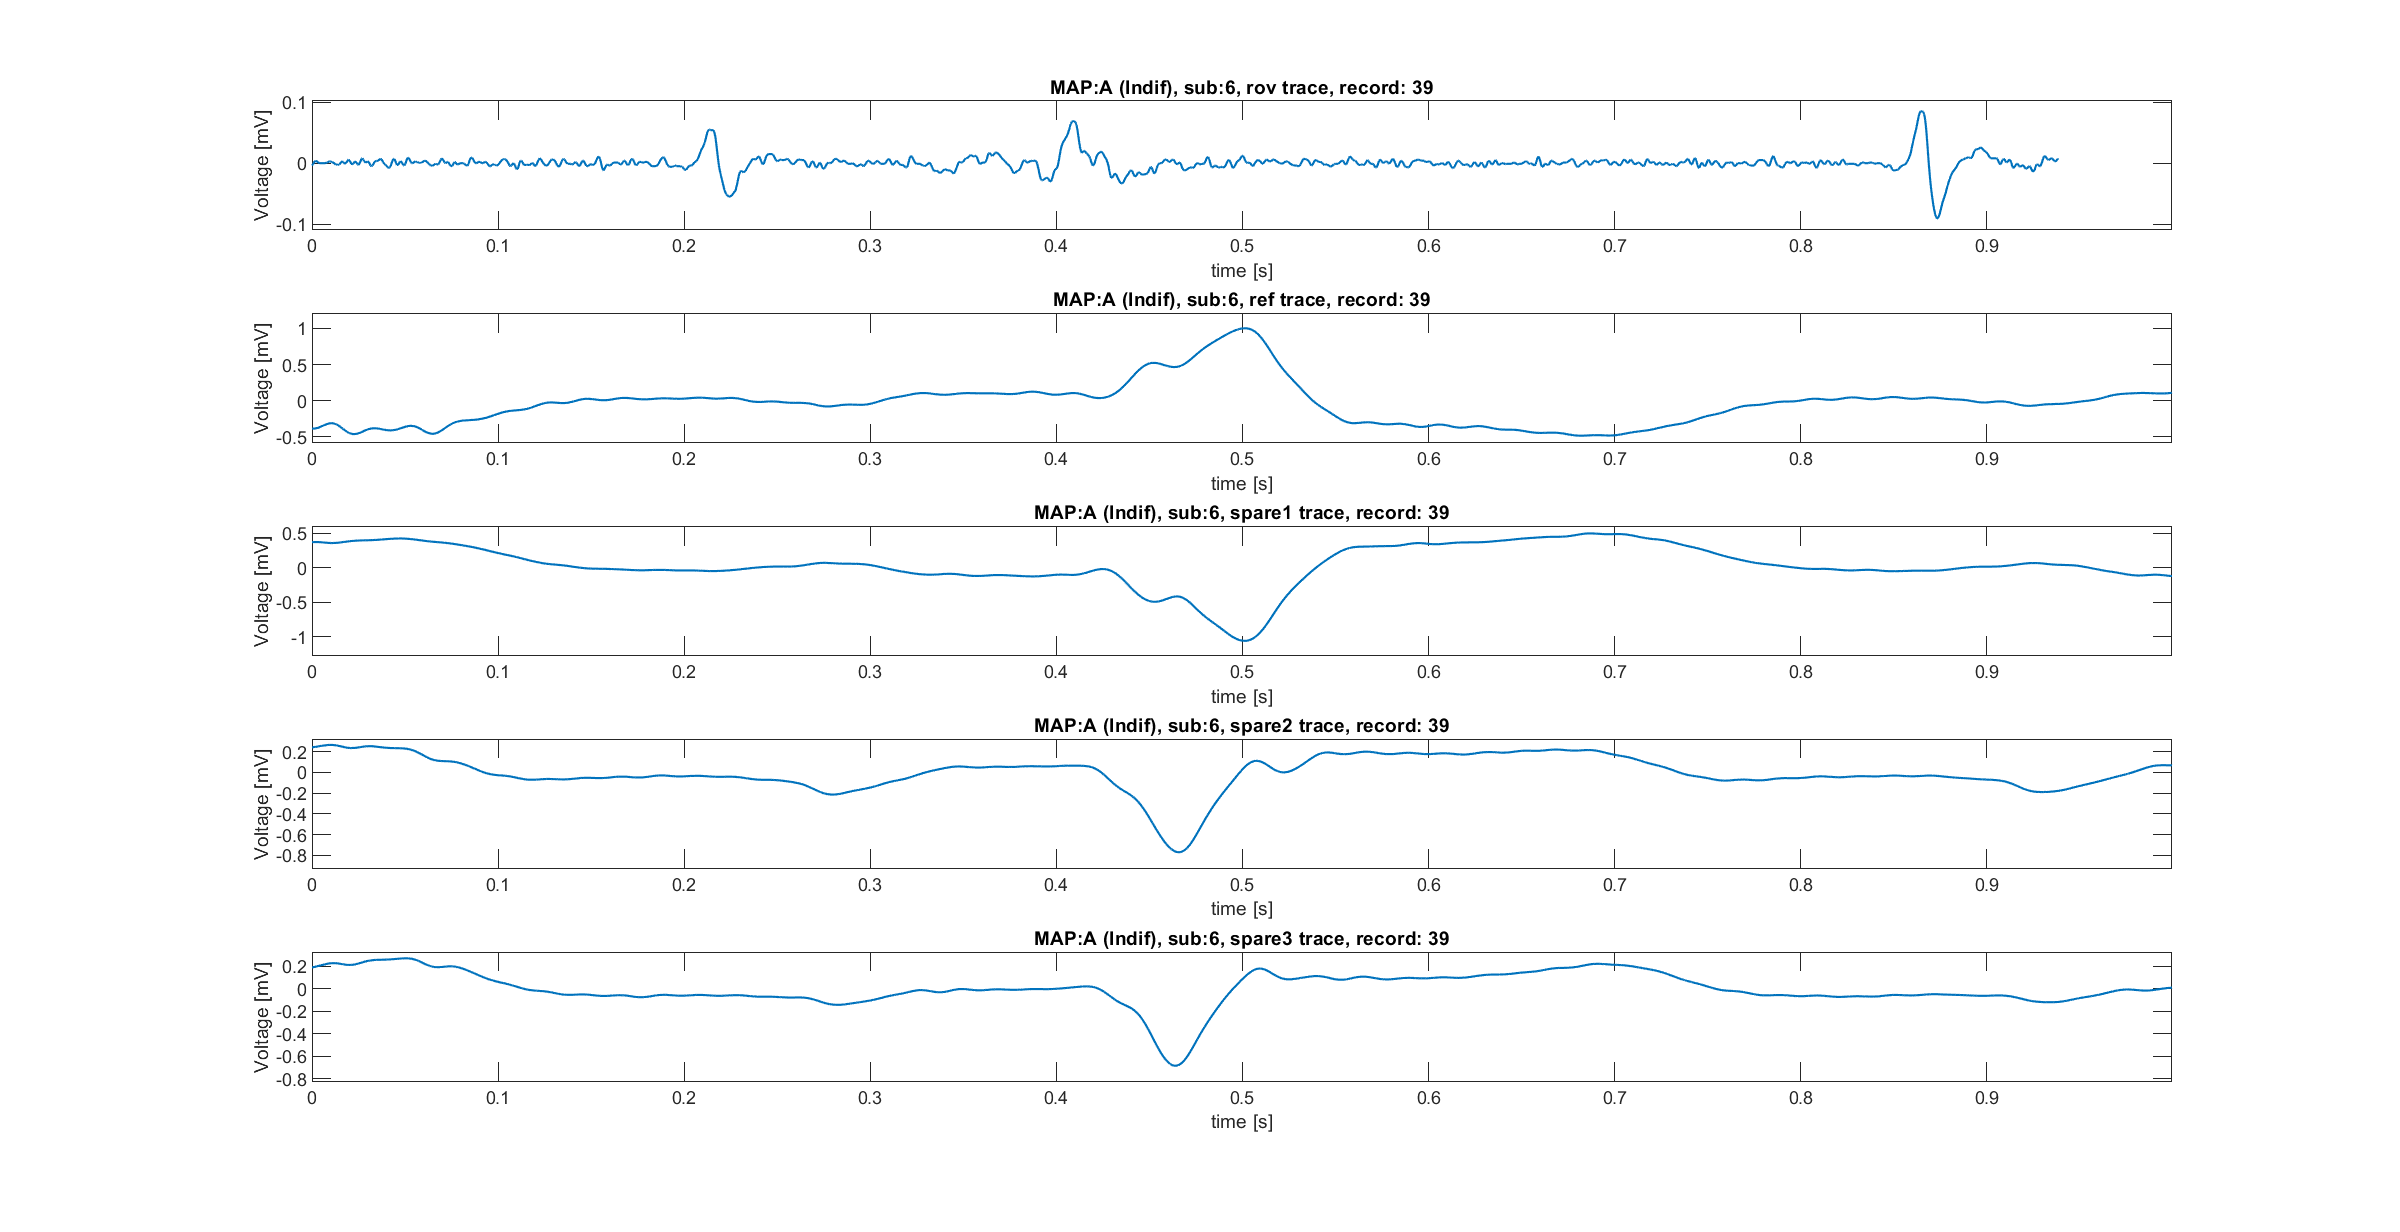 MAP:A (Indif), sub:6, rov trace, record: 39
Voltage [mV]
0.1
0
-0.1
0 0.1 0.2 0.3 0.4 0.5 0.6 0.7 0.8 0.9
time [s]
MAP:A (Indif), sub:6, ref trace, record: 39
Voltage [mV]
1
0.5
0
-0.5
0 0.1 0.2 0.3 0.4 0.5 0.6 0.7 0.8 0.9
time [s]
MAP:A (Indif), sub:6, spare1 trace, record: 39
Voltage [mV]
0.5
0
-0.5
-1
0 0.1 0.2 0.3 0.4 0.5 0.6 0.7 0.8 0.9
time [s]
MAP:A (Indif), sub:6, spare2 trace, record: 39
Voltage [mV]
0.2
0
-0.2
-0.4
-0.6
-0.8
0 0.1 0.2 0.3 0.4 0.5 0.6 0.7 0.8 0.9
time [s]
MAP:A (Indif), sub:6, spare3 trace, record: 39
Voltage [mV]
0.2
0
-0.2
-0.4
-0.6
-0.8
0 0.1 0.2 0.3 0.4 0.5 0.6 0.7 0.8 0.9
time [s]